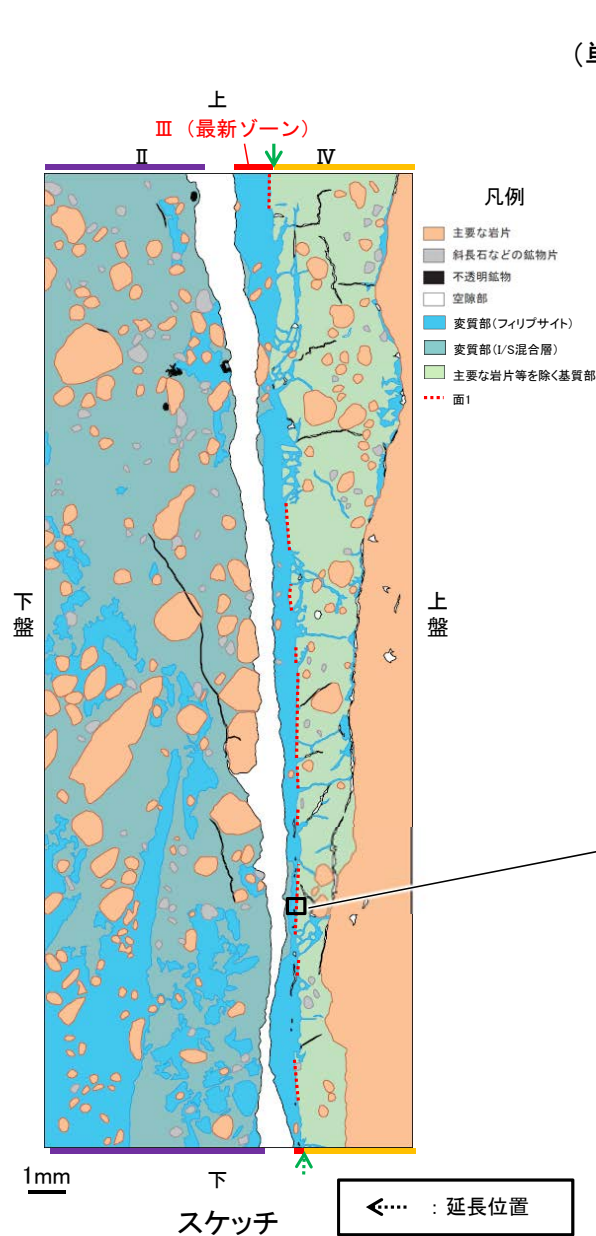 (単
上
Ⅲ（最新ゾーン）
Ⅱ
Ⅳ
凡例
主要な岩片
斜長石などの鉱物片
不透明鉱物
空隙部
変質部(フィリプサイト)
変質部(I/S混合層)
主要な岩片等を除く基質部
面1
下盤
上盤
1mm
下
：延長位置
スケッチ